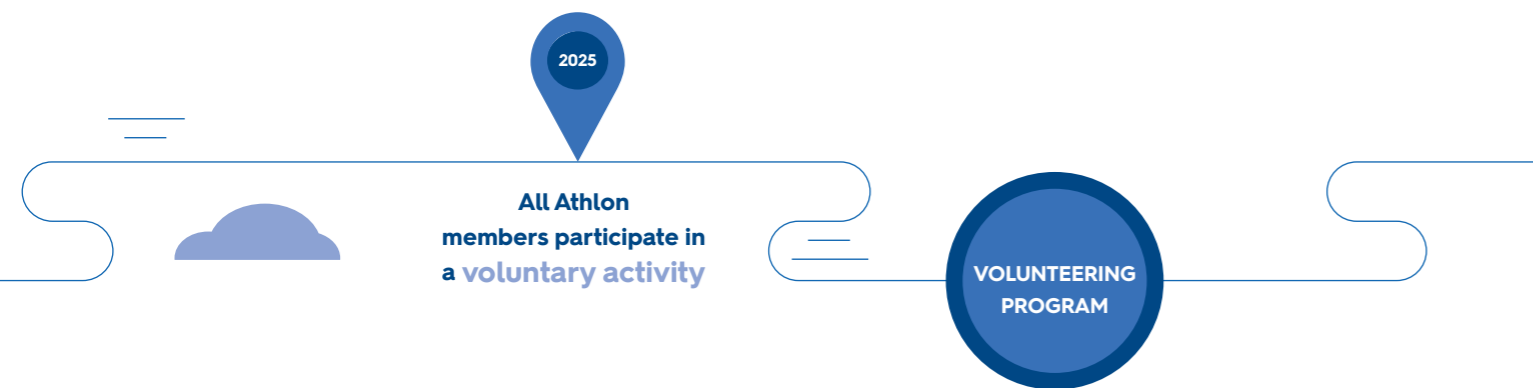 2025
All Athlon
members participate in
a voluntary activity
VOLUNTEERING
PROGRAM